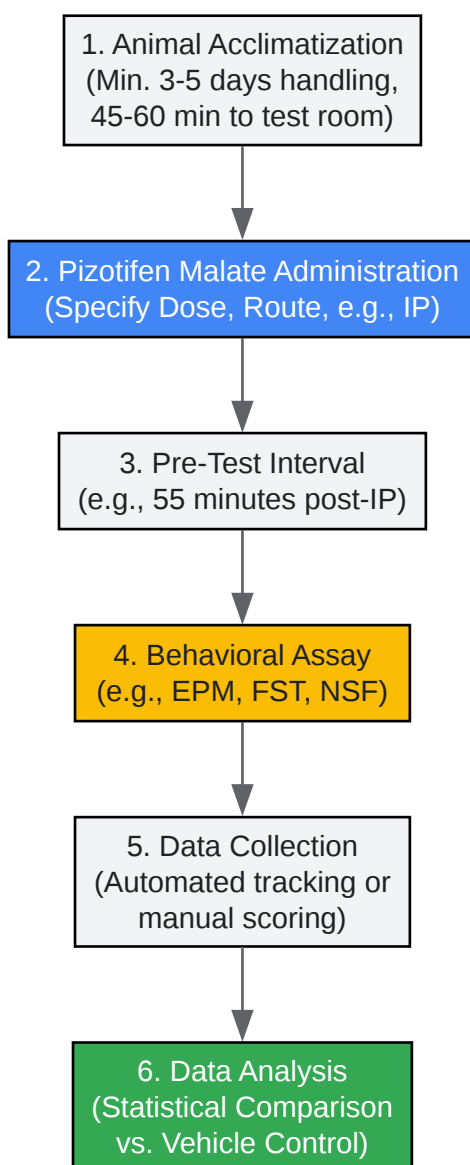 1. Animal Acclimatization
(Min. 3-5 days handling,
45-60 min to test room)
2. Pizotifen Malate Administration
(Specify Dose, Route, e.g., IP)
3. Pre-Test Interval
(e.g., 55 minutes post-IP)
4. Behavioral Assay
(e.g., EPM, FST, NSF)
5. Data Collection
(Automated tracking or
manual scoring)
6. Data Analysis
(Statistical Comparison
vs. Vehicle Control)